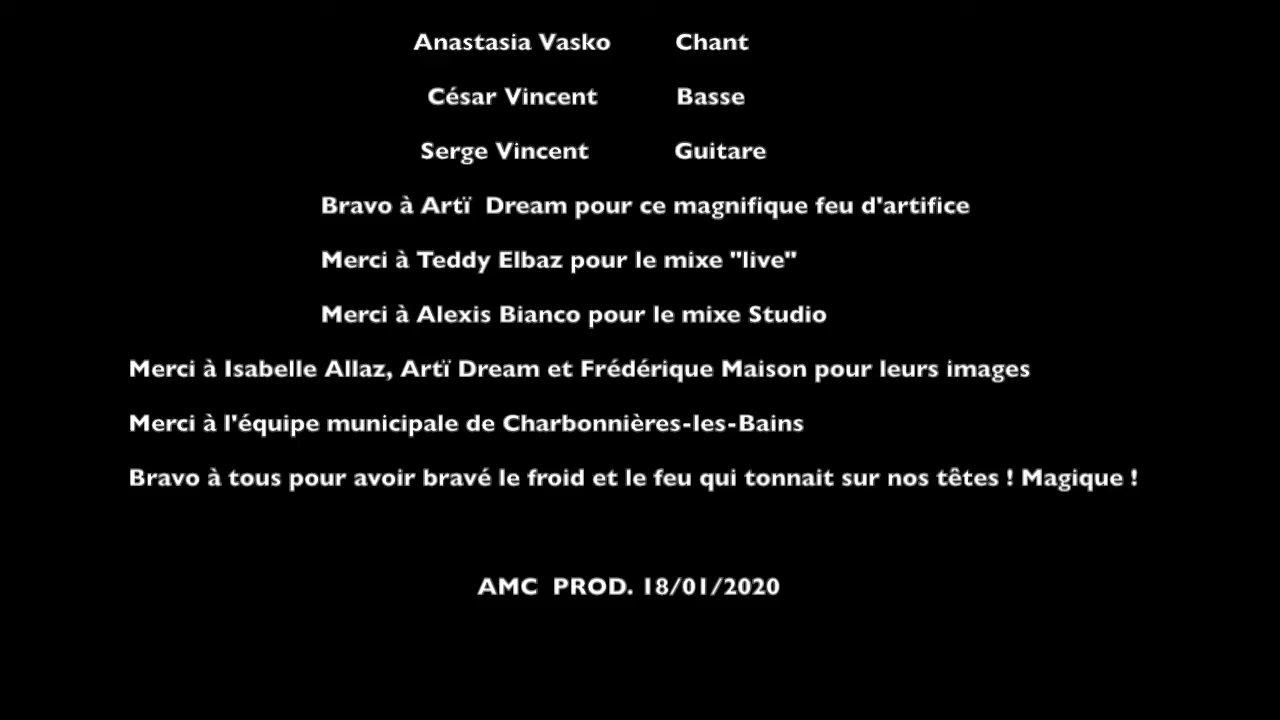 Anastasia Vasko Chant
César Vincent Basse
Serge Vincent Guitare
Bravo à Artï Dream pour ce magnifique feu d'artifice
Merci à Teddy Elbaz pour le mixe "live"
Merci à Alexis Bianco pour le mixe Studio
Merci à Isabelle Allaz, Artï Dream et Frédérique Maison pour leurs images
Merci à l'équipe municipale de Charbonnières-les-Bains
Bravo à tous pour avoir bravé le froid et le feu qui tonnait sur nos têtes ! Magique !
AMC PROD. 18/01/2020